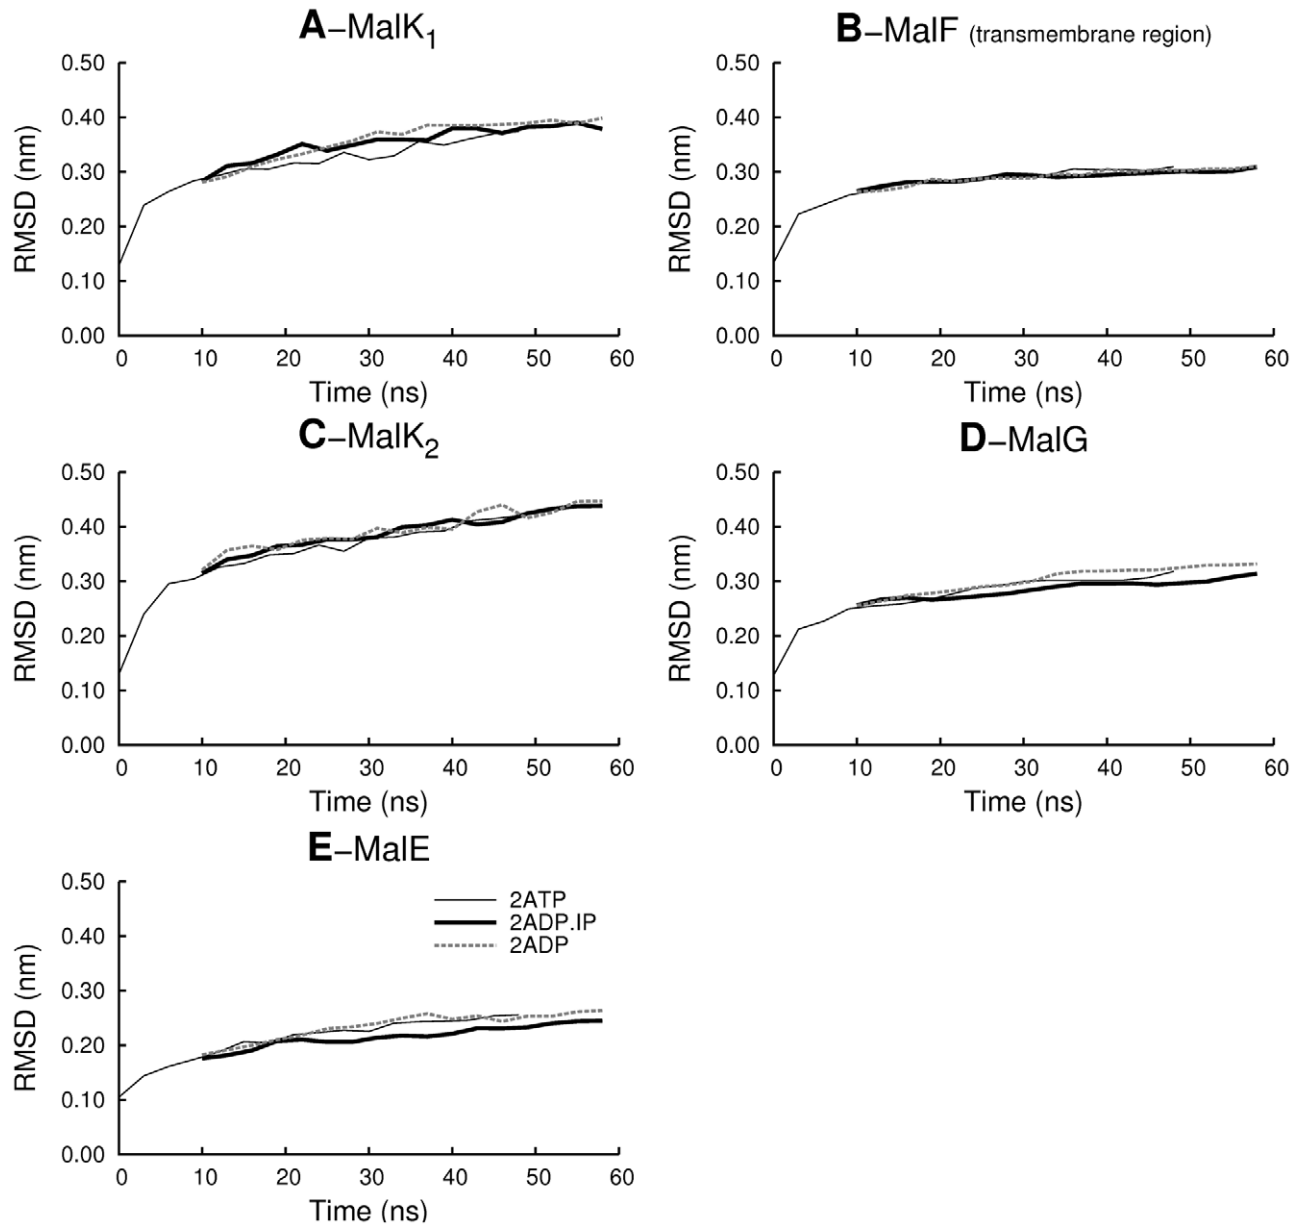 A–MalK1
0.50
0.40
0.30
0.20
0.10
0.00
RMSD (nm)
0 10 20 30 40 50 60
Time (ns)
B–MalF (transmembrane region)
0.50
0.40
0.30
0.20
0.10
0.00
RMSD (nm)
0 10 20 30 40 50 60
Time (ns)
C–MalK2
0.50
0.40
0.30
0.20
0.10
0.00
RMSD (nm)
0 10 20 30 40 50 60
Time (ns)
D–MalG
0.50
0.40
0.30
0.20
0.10
0.00
RMSD (nm)
0 10 20 30 40 50 60
Time (ns)
E–MalE
0.50
0.40
0.30
0.20
0.10
0.00
RMSD (nm)
2ATP
2ADP.IP
2ADP
0 10 20 30 40 50 60
Time (ns)